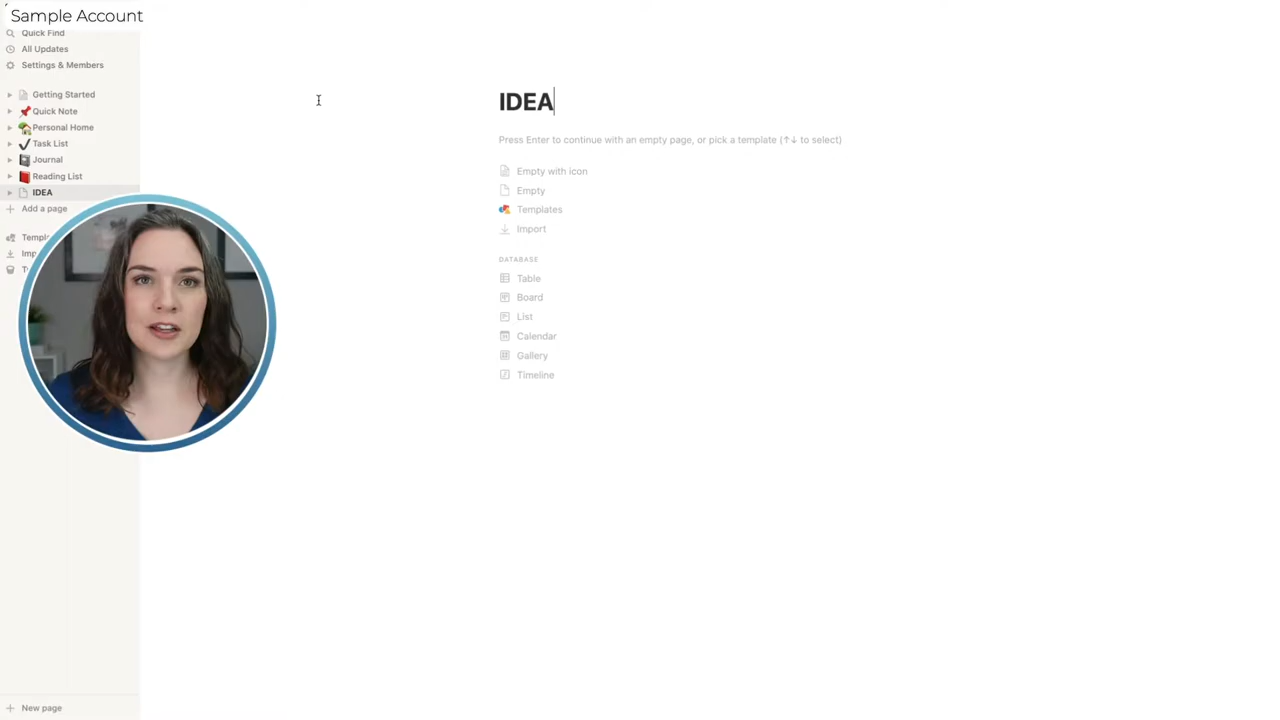 Sample Account
Quick Find
All Updates
Settings & Members
Getting Started
Quick Note
Personal Home
Task List
Journal
Reading List
IDEA
Add a page
New page
IDEA
Press Enter to continue with an empty page, or pick a template (↑↓ to select)
Empty with icon
Empty
Templates
Import
DATABASE
Table
Board
List
Calendar
Gallery
Timeline